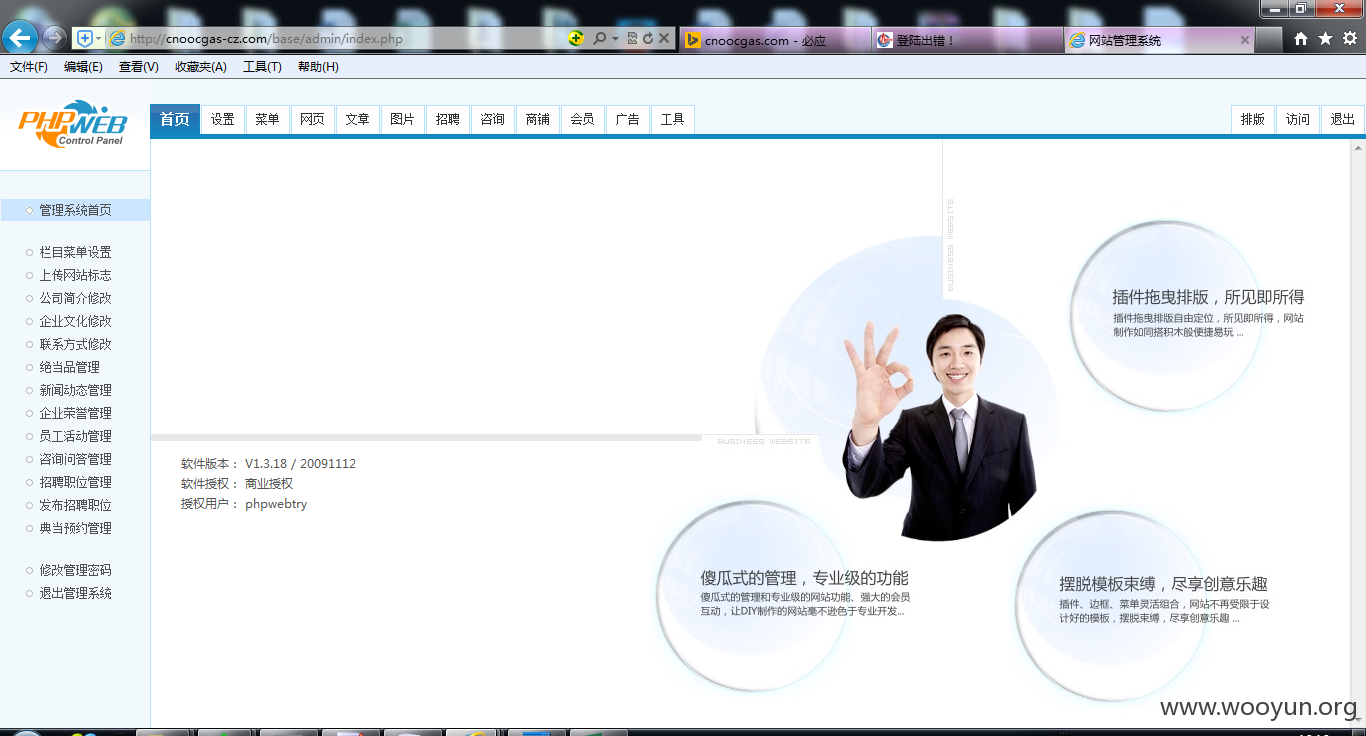 http://cnoocgas-cz.com/base/admin/index.php
cnoocgas.com - 必应
登陆出错！
网站管理系统
文件(F) 编辑(E) 查看(V) 收藏夹(A) 工具(T) 帮助(H)
PHPWEB
Control Panel
首页 设置 菜单 网页 文章 图片 招聘 咨询 商铺 会员 广告 工具 排版 访问 退出
管理系统首页
栏目菜单设置
上传网站标志
公司简介修改
企业文化修改
联系方式修改
绝当品管理
新闻动态管理
企业荣誉管理
员工活动管理
咨询问答管理
招聘职位管理
发布招聘职位
典当预约管理
修改管理密码
退出管理系统
BUSINESS WEBSITE
插件拖曳排版，所见即所得
插件拖曳排版自由定位，所见即所得，网站
制作如同搭积木般便捷易玩 ...
BUSINESS WEBSITE
软件版本： V1.3.18 / 20091112
软件授权： 商业授权
授权用户： phpwebtry
傻瓜式的管理，专业级的功能
傻瓜式的管理和专业级的网站功能、强大的会员
互动，让DIY制作的网站毫不逊色于专业开发...
摆脱模板束缚，尽享创意乐趣
插件、边框、菜单灵活组合，网站不再受限于设
计好的模板，摆脱束缚，尽享创意乐趣 ...
www.wooyun.org